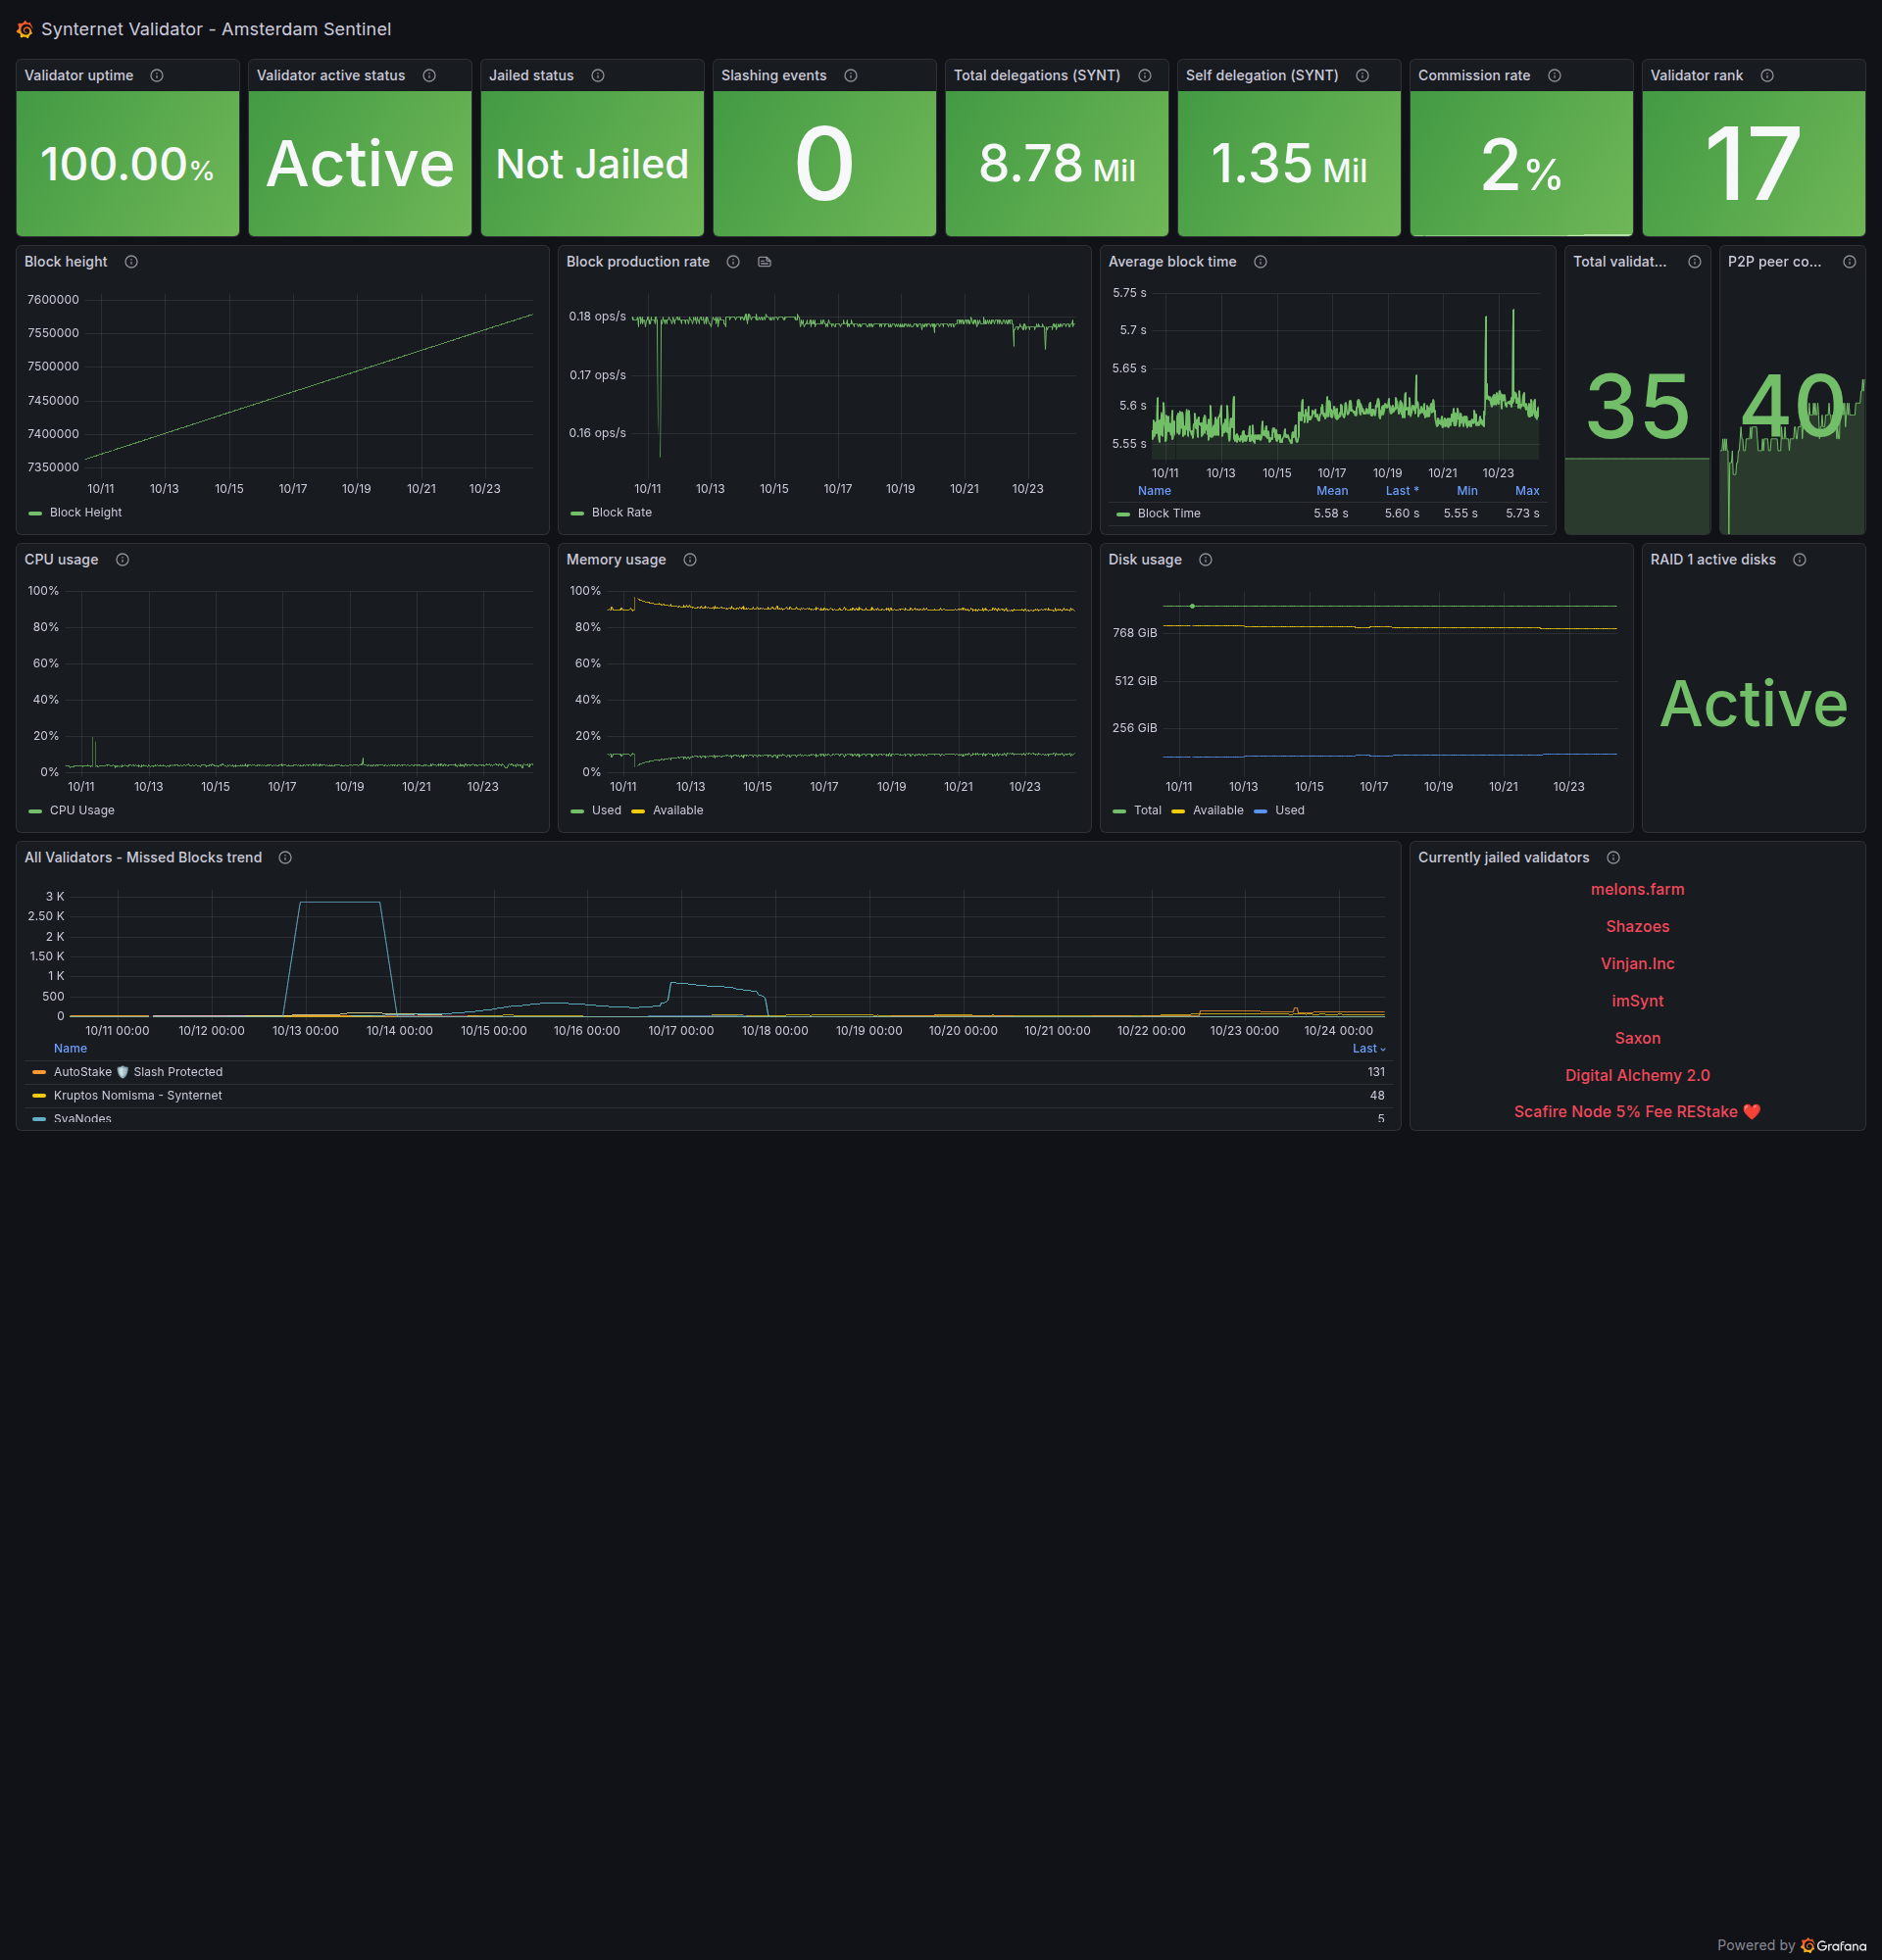 Synternet Validator - Amsterdam Sentinel
Validator uptime
100.00%
Validator active status
Active
Jailed status
Not Jailed
Slashing events
0
Total delegations (SYNT)
8.78 Mil
Self delegation (SYNT)
1.35 Mil
Commission rate
2%
Validator rank
17
Block height
7600000
7550000
7500000
7450000
7400000
7350000
10/11 10/13 10/15 10/17 10/19 10/21 10/23
Block Height
Block production rate
0.18 ops/s
0.17 ops/s
0.16 ops/s
10/11 10/13 10/15 10/17 10/19 10/21 10/23
Block Rate
Average block time
5.75 s
5.7 s
5.65 s
5.6 s
5.55 s
10/11 10/13 10/15 10/17 10/19 10/21 10/23
Name Mean Last * Min Max
Block Time 5.58 s 5.60 s 5.55 s 5.73 s
Total validat...
35
P2P peer co...
40
CPU usage
100%
80%
60%
40%
20%
0%
10/11 10/13 10/15 10/17 10/19 10/21 10/23
CPU Usage
Memory usage
100%
80%
60%
40%
20%
0%
10/11 10/13 10/15 10/17 10/19 10/21 10/23
Used Available
Disk usage
768 GiB
512 GiB
256 GiB
10/11 10/13 10/15 10/17 10/19 10/21 10/23
Total Available Used
RAID 1 active disks
Active
All Validators - Missed Blocks trend
3 K
2.50 K
2 K
1.50 K
1 K
500
0
10/11 00:00 10/12 00:00 10/13 00:00 10/14 00:00 10/15 00:00 10/16 00:00 10/17 00:00 10/18 00:00 10/19 00:00 10/20 00:00 10/21 00:00 10/22 00:00 10/23 00:00 10/24 00:00
Name Last
AutoStake 🛡️ Slash Protected 131
Kruptos Nomisma - Synternet 48
SvaNodes 5
Currently jailed validators
melons.farm
Shazoes
Vinjan.Inc
imSynt
Saxon
Digital Alchemy 2.0
Scafire Node 5% Fee REStake ❤️
Powered by Grafana